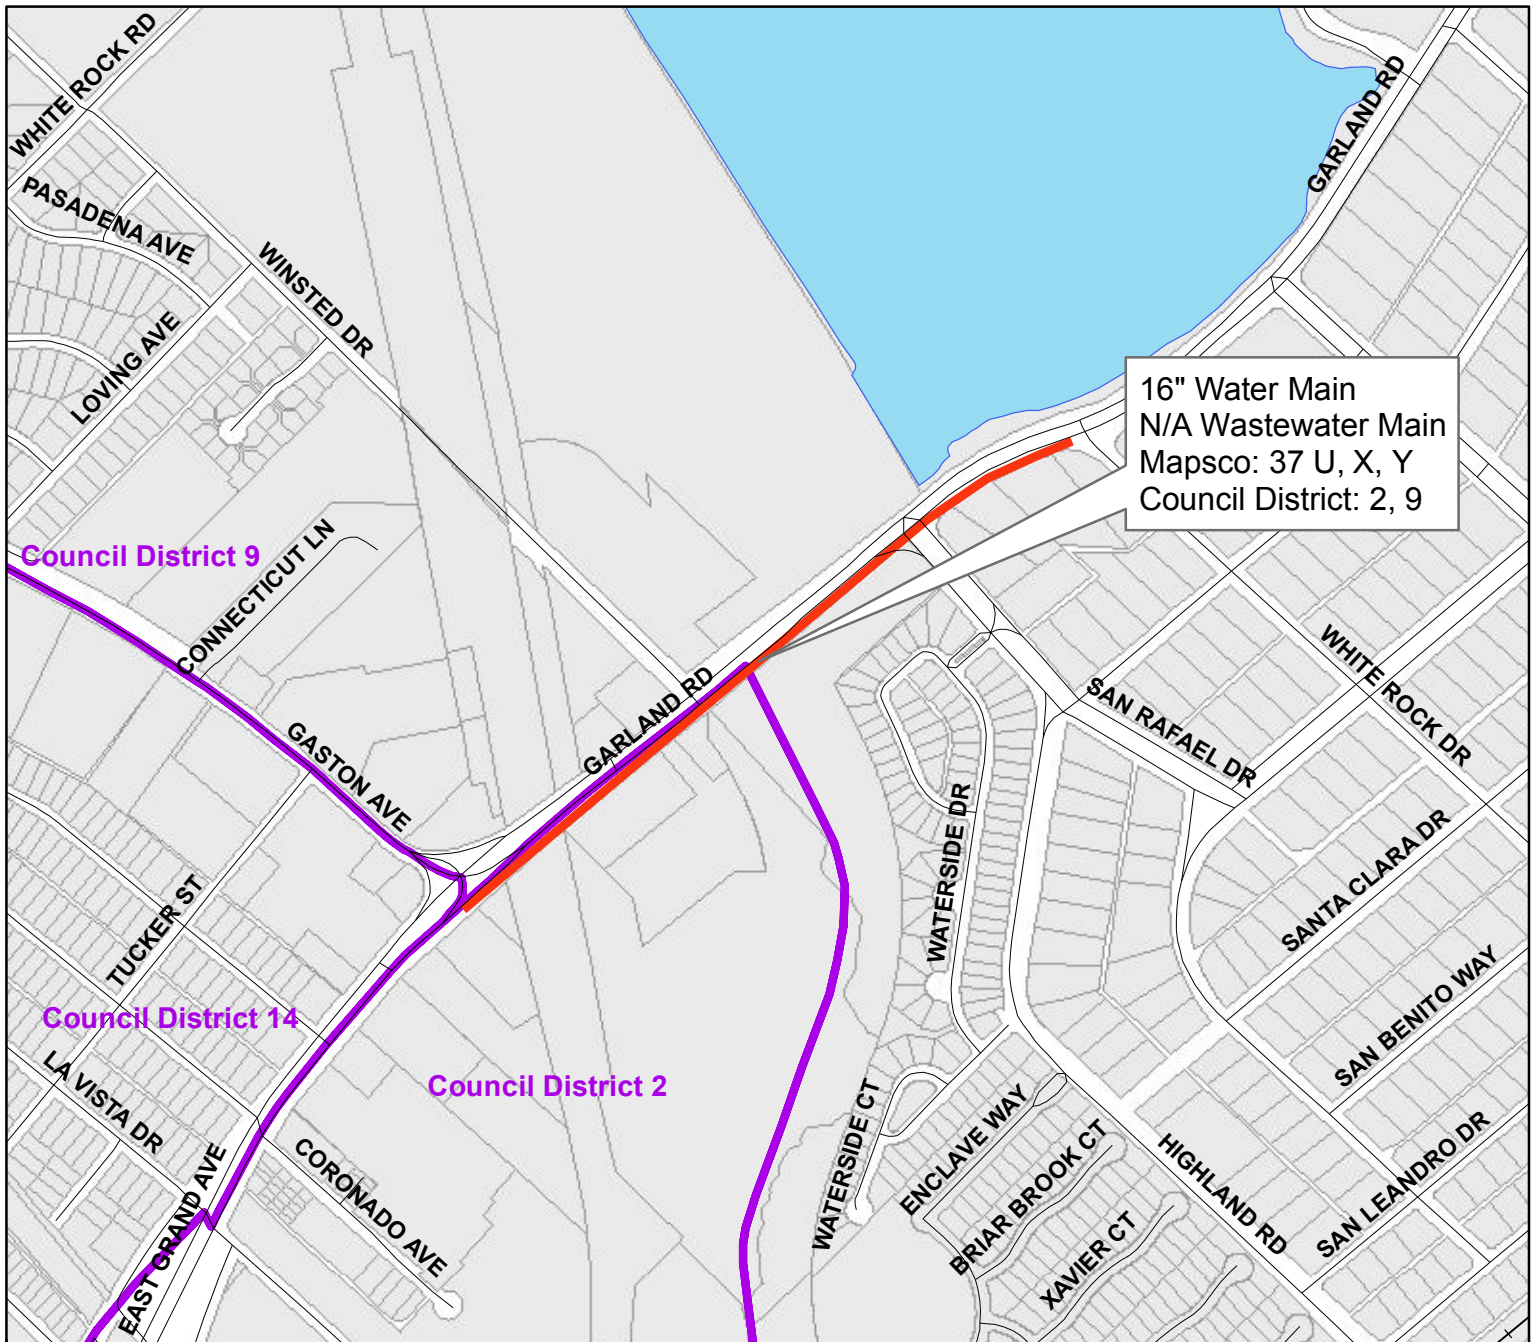 WHITE ROCK RD
GARLAND RD
PASADENA AVE
WINSTED DR
LOVING AVE
16" Water Main
N/A Wastewater Main
Mapsco: 37 U, X, Y
Council District: 2, 9
Council District 9
CONNECTICUT LN
GARLAND RD
WHITE ROCK DR
SAN RAFAEL DR
GASTON AVE
WATERSIDE DR
SANTA CLARA DR
TUCKER ST
SAN BENITO WAY
Council District 14
Council District 2
LA VISTA DR
WATERSIDE CT
ENCLAVE WAY
CORONADO AVE
BRIAR BROOK CT
HIGHLAND RD
SAN LEANDRO DR
EAST GRAND AVE
XAVIER CT